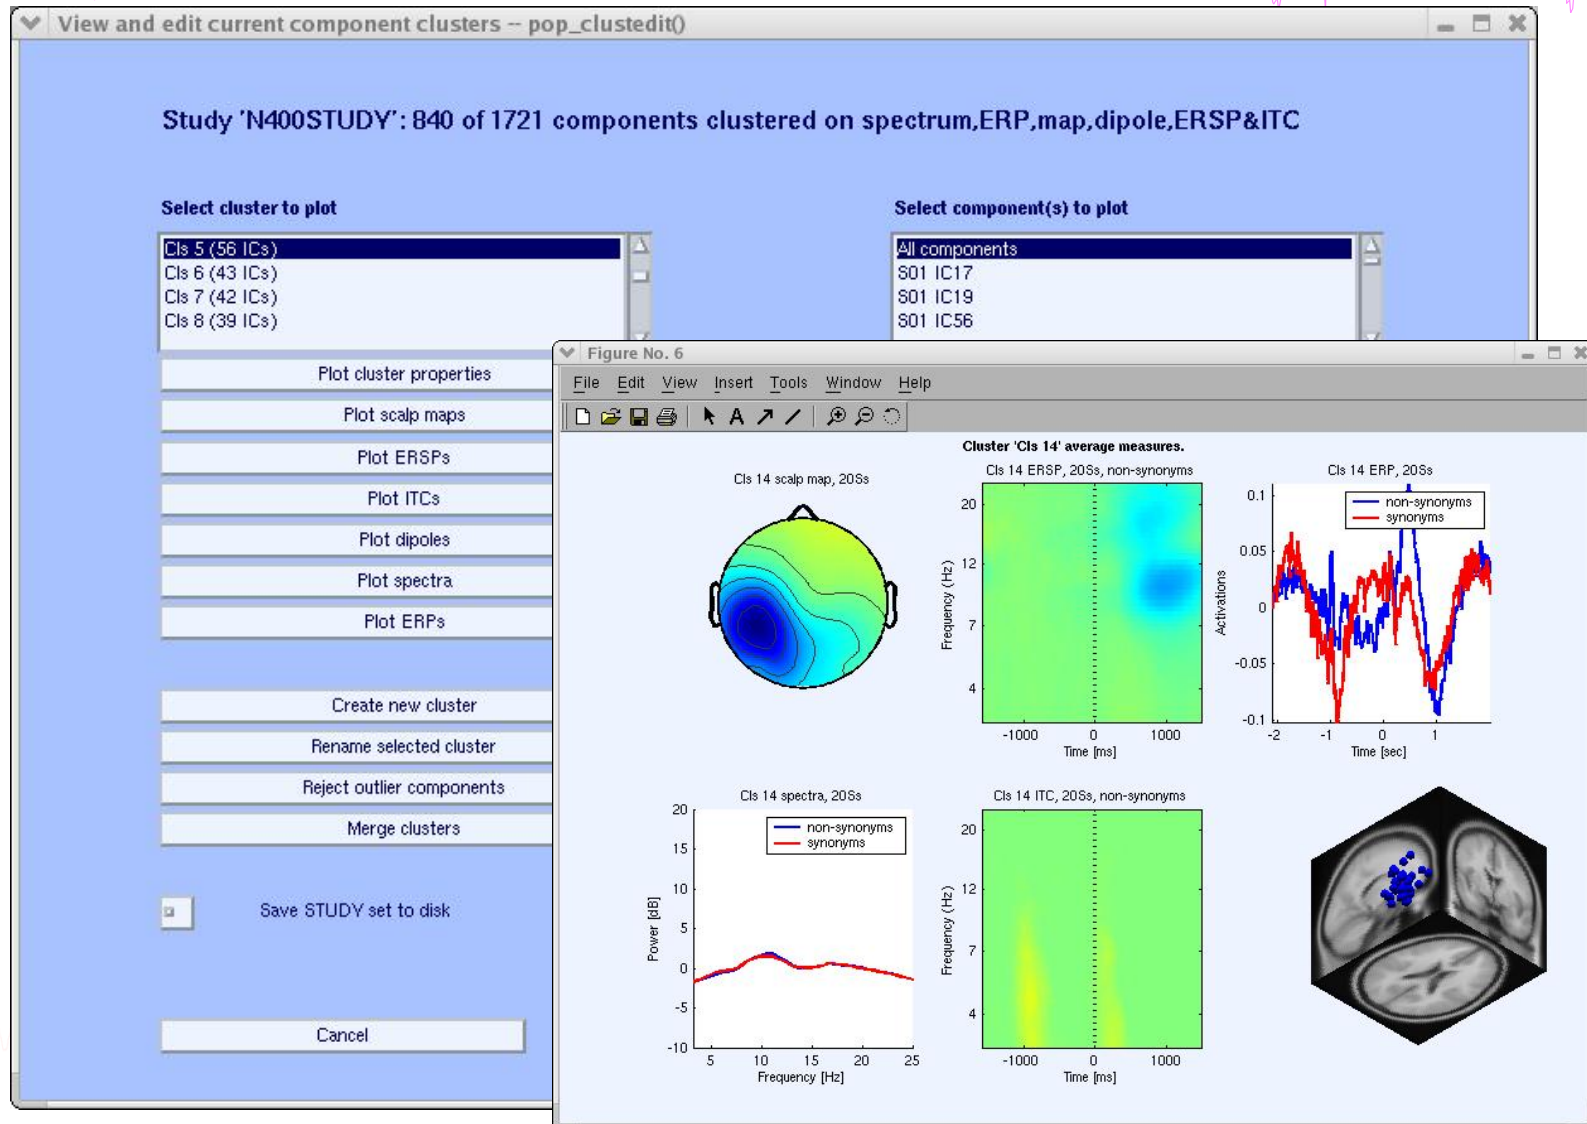 View and edit current component clusters -- pop_clustedit()
Study 'N400STUDY': 840 of 1721 components clustered on spectrum,ERP,map,dipole,ERSP&ITC
Select cluster to plot
Select component(s) to plot
Cls 5 (56 ICs)
Cls 6 (43 ICs)
Cls 7 (42 ICs)
Cls 8 (39 ICs)
All components
S01 IC17
S01 IC19
S01 IC56
Plot cluster properties
Plot scalp maps
Plot ERSPs
Plot ITCs
Plot dipoles
Plot spectra
Plot ERPs
Create new cluster
Rename selected cluster
Reject outlier components
Merge clusters
Save STUDY set to disk
Cancel
Figure No. 6
File Edit View Insert Tools Window Help
A
Cluster 'Cls 14' average measures.
Cls 14 scalp map, 20Ss
Cls 14 ERSP, 20Ss, non-synonyms
20
12
7
4
Frequency (Hz)
-1000 0 1000
Time [ms]
Cls 14 ERP, 20Ss
non-synonyms
synonyms
0.1
0.05
0
-0.05
-0.1
Activations
-2 -1 0 1
Time [sec]
Cls 14 spectra, 20Ss
non-synonyms
synonyms
20
15
10
5
0
-5
-10
Power [dB]
5 10 15 20 25
Frequency [Hz]
Cls 14 ITC, 20Ss, non-synonyms
20
12
7
4
Frequency (Hz)
-1000 0 1000
Time [ms]